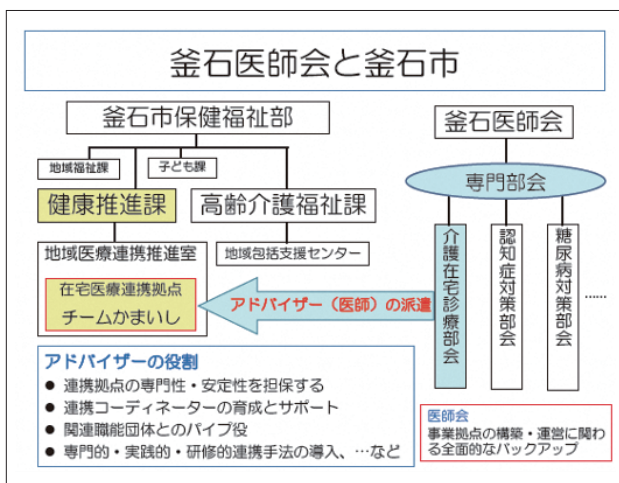 釜石医師会と釜石市
釜石市保健福祉部
釜石医師会
地域福祉課
子ども課
専門部会
健康推進課
高齢介護福祉課
地域医療連携推進室
地域包括支援センター
在宅医療連携拠点
チームかまいし
アドバイザー（医師）の派遣
介護在宅診療部会
認知症対策部会
糖尿病対策部会
……
アドバイザーの役割
● 連携拠点の専門性・安定性を担保する
● 連携コーディネーターの育成とサポート
● 関連職能団体とのパイプ役
● 専門的・実践的・研修的連携手法の導入、…など
医師会
事業拠点の構築・運営に関わ
る全面的なバックアップ